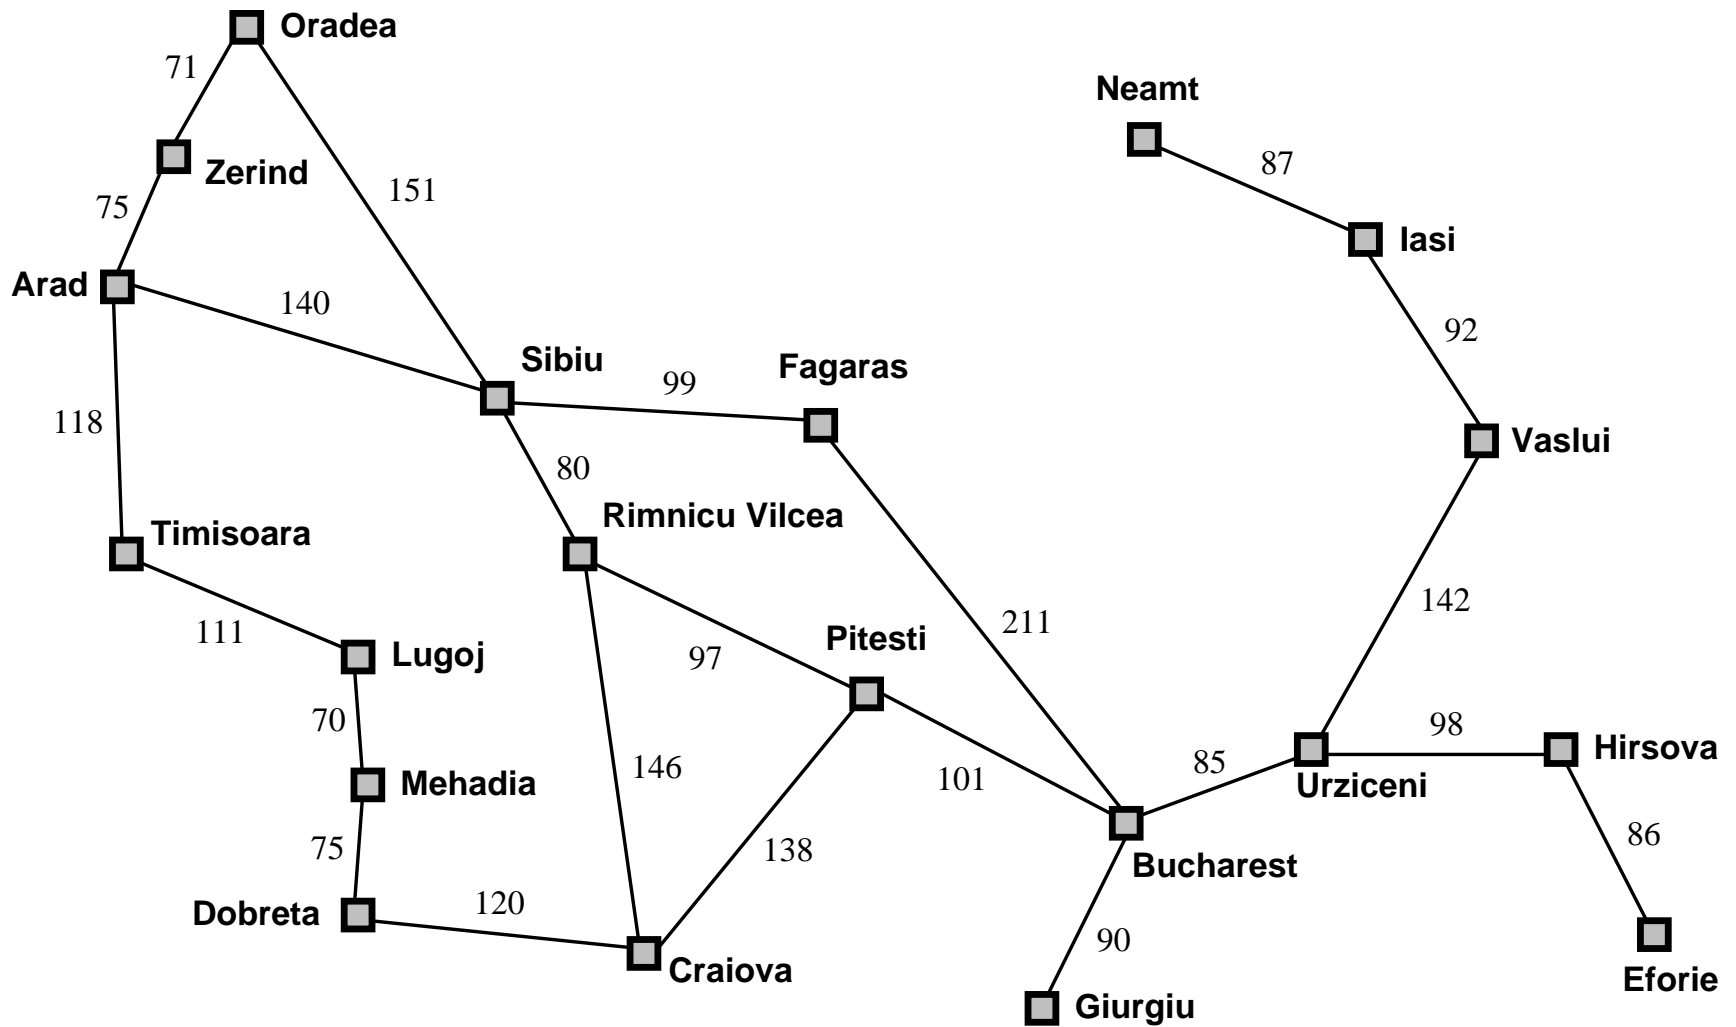 Oradea
71
Neamt
87
Zerind
151
75
Iasi
Arad
140
92
Sibiu
Fagaras
99
118
Vaslui
80
Rimnicu Vilcea
Timisoara
142
211
111
Pitesti
Lugoj
97
70
98
Hirsova
146
85
101
Mehadia
Urziceni
86
75
138
Bucharest
120
Dobreta
90
Craiova
Eforie
Giurgiu